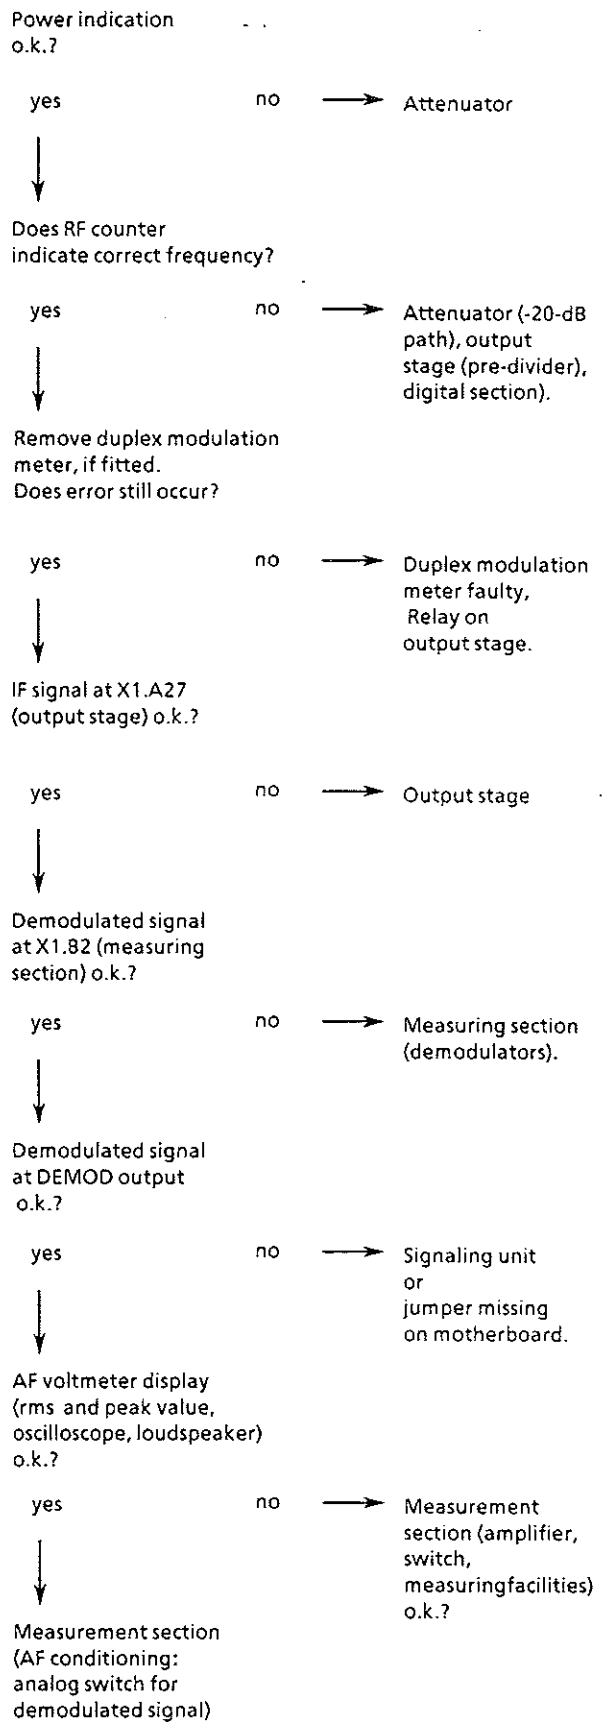 Power indication
o.k.?
yes no Attenuator
Does RF counter
indicate correct frequency?
yes no Attenuator (-20-dB
path), output
stage (pre-divider),
digital section).
Remove duplex modulation
meter, if fitted.
Does error still occur?
yes no Duplex modulation
meter faulty,
Relay on
output stage.
IF signal at X1.A27
(output stage) o.k.?
yes no Output stage
Demodulated signal
at X1.82 (measuring
section) o.k.?
yes no Measuring section
(demodulators).
Demodulated signal
at DEMOD output
o.k.?
yes no Signaling unit
or
jumper missing
on motherboard.
AF voltmeter display
(rms and peak value,
oscilloscope, loudspeaker)
o.k.?
yes no Measurement
section (amplifier,
switch,
measuringfacilities)
o.k.?
Measurement section
(AF conditioning:
analog switch for
demodulated signal)